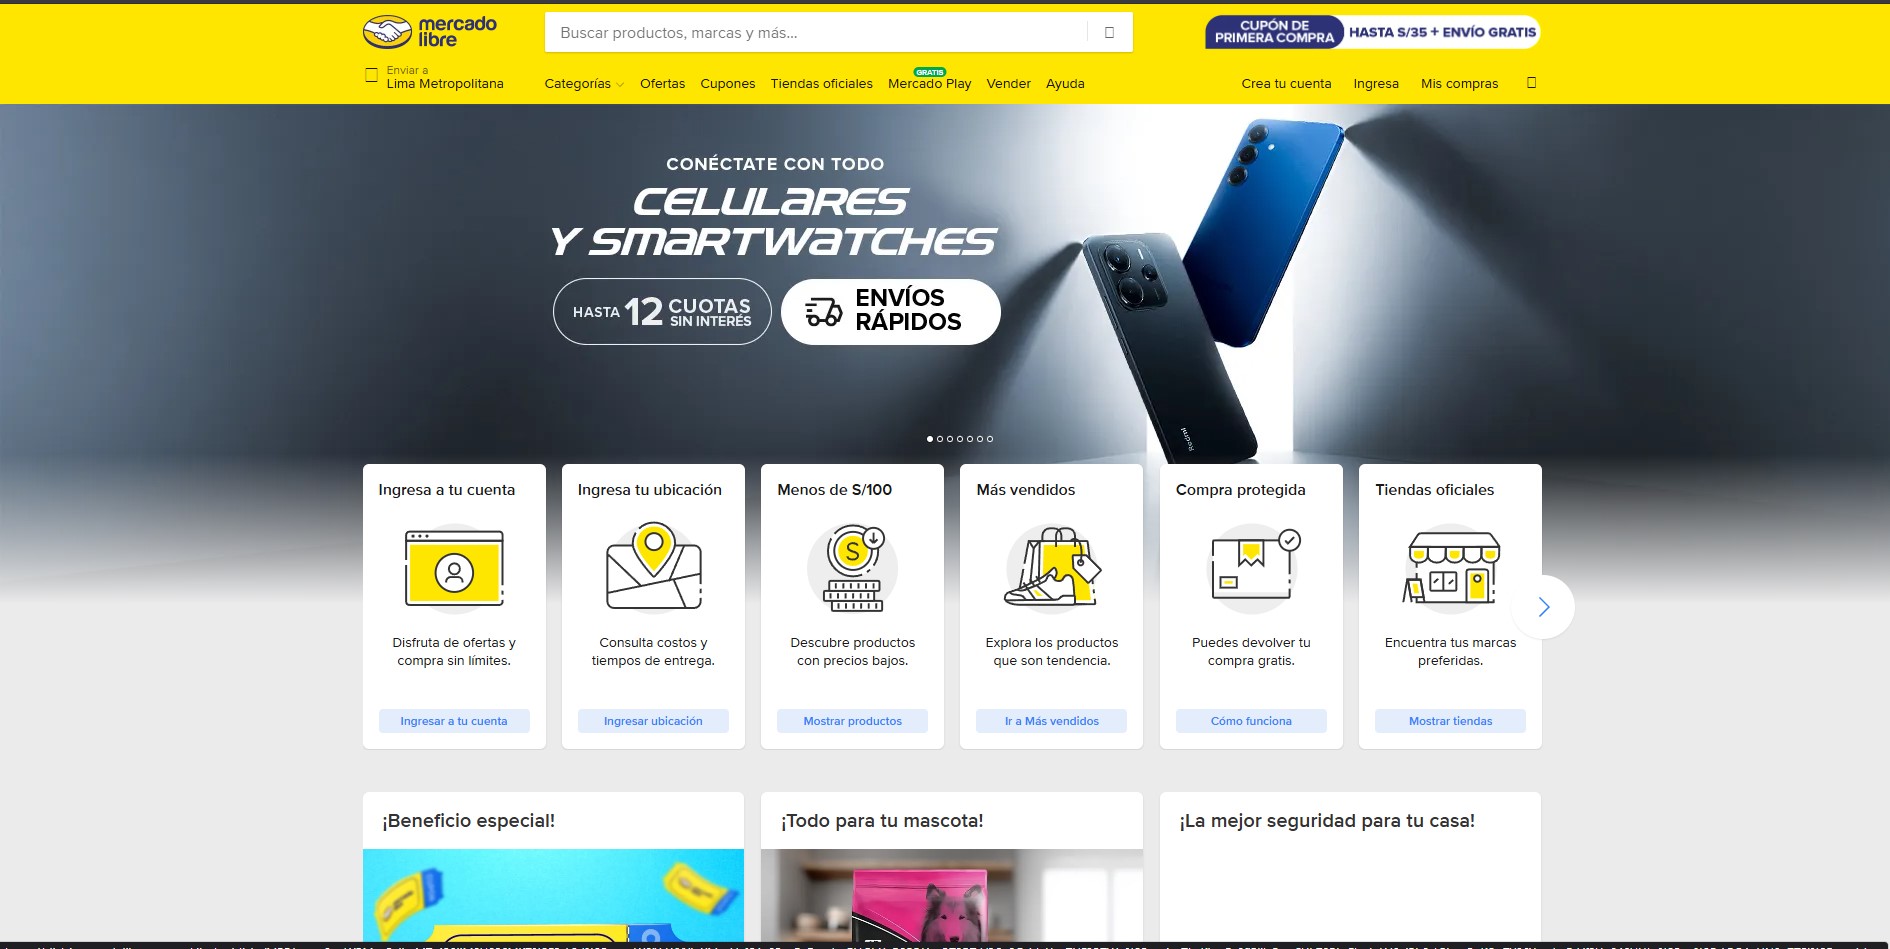 mercado
libre
Buscar productos, marcas y más...
CUPÓN DE
PRIMERA COMPRA
HASTA S/35 + ENVÍO GRATIS
Enviar a
Lima Metropolitana
Categorías
Ofertas
Cupones
Tiendas oficiales
GRATIS
Mercado Play
Vender
Ayuda
Crea tu cuenta
Ingresa
Mis compras
CONÉCTATE CON TODO
CELULARES
Y SMARTWATCHES
HASTA 12 CUOTAS
SIN INTERÉS
ENVÍOS
RÁPIDOS
Redmi
Ingresa a tu cuenta
Disfruta de ofertas y
compra sin límites.
Ingresar a tu cuenta
Ingresa tu ubicación
Consulta costos y
tiempos de entrega.
Ingresar ubicación
Menos de S/100
S
Descubre productos
con precios bajos.
Mostrar productos
Más vendidos
Explora los productos
que son tendencia.
Ir a Más vendidos
Compra protegida
Puedes devolver tu
compra gratis.
Cómo funciona
Tiendas oficiales
Encuentra tus marcas
preferidas.
Mostrar tiendas
¡Beneficio especial!
¡Todo para tu mascota!
¡La mejor seguridad para tu casa!